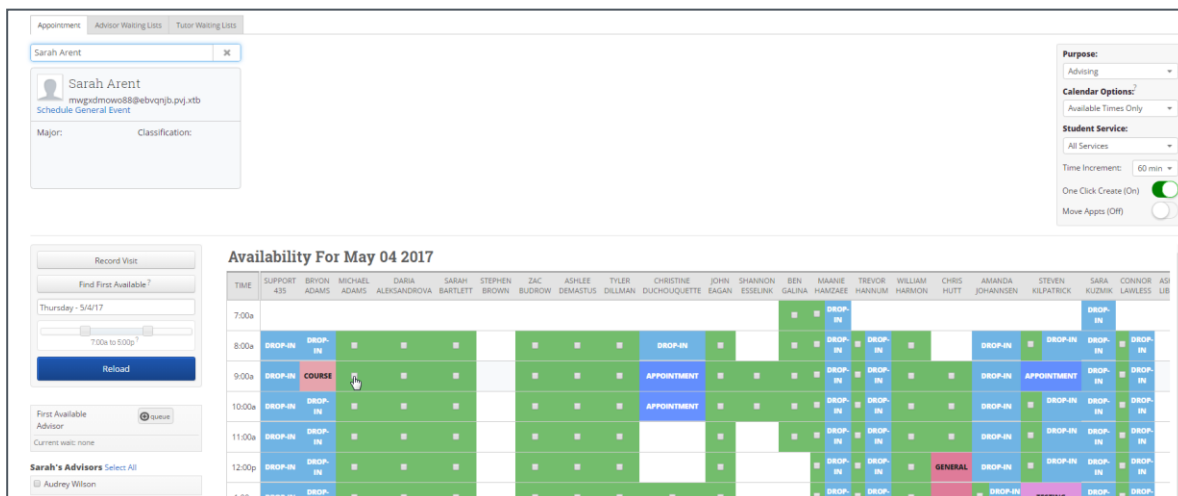 Appointment Advisor Waiting Lists Tutor Waiting Lists
Sarah Arent
Sarah Arent
mwgxdmowo88@ebvqnjb.pvj.xtb
Schedule General Event
Major: Classification:
Purpose:
Advising
Calendar Options:?
Available Times Only
Student Service:
All Services
Time Increment: 60 min
One Click Create (On)
Move Appts (Off)
Record Visit
Find First Available?
Thursday - 5/4/17
7:00a to 5:00p?
Reload
First Available
Advisor
queue
Current wait: none
Sarah's Advisors Select All
Audrey Wilson
Availability For May 04 2017
TIME SUPPORT 435 BRYON ADAMS MICHAEL ADAMS DARIA ALEKSANDROVA SARAH BARTLETT STEPHEN BROWN ZAC BUDROW ASHLEE DEMASTUS TYLER DILLMAN CHRISTINE DUCHOUQUETTE JOHN EAGAN SHANNON ESSELINK BEN GALINA MAANIE HAMZAEE TREVOR HANNUM WILLIAM HARMON CHRIS HUTT AMANDA JOHANNSEN STEVEN KILPATRICK SARA KUZMIK CONNOR LAWLESS
7:00a DROP-IN DROP-IN
8:00a DROP-IN DROP-IN DROP-IN DROP-IN DROP-IN DROP-IN DROP-IN DROP-IN DROP-IN
9:00a DROP-IN COURSE APPOINTMENT DROP-IN DROP-IN DROP-IN APPOINTMENT DROP-IN DROP-IN
10:00a DROP-IN DROP-IN APPOINTMENT DROP-IN DROP-IN DROP-IN DROP-IN DROP-IN DROP-IN
11:00a DROP-IN DROP-IN DROP-IN DROP-IN DROP-IN DROP-IN DROP-IN DROP-IN
12:00p DROP-IN DROP-IN DROP-IN DROP-IN GENERAL DROP-IN DROP-IN DROP-IN DROP-IN
DROP-IN DROP- DROP- DROP- DROP-IN DROP- DROP-